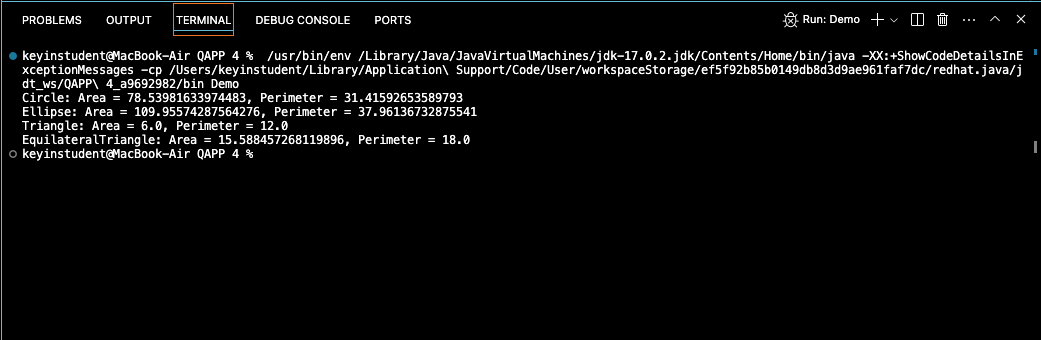 PROBLEMS OUTPUT TERMINAL DEBUG CONSOLE PORTS Run: Demo
keyinstudent@MacBook-Air QAPP 4 %  /usr/bin/env /Library/Java/JavaVirtualMachines/jdk-17.0.2.jdk/Contents/Home/bin/java -XX:+ShowCodeDetailsInE
xceptionMessages -cp /Users/keyinstudent/Library/Application\ Support/Code/User/workspaceStorage/ef5f92b85b0149db8d3d9ae961faf7dc/redhat.java/j
dt_ws/QAPP\ 4_a9692982/bin Demo
Circle: Area = 78.53981633974483, Perimeter = 31.41592653589793
Ellipse: Area = 109.95574287564276, Perimeter = 37.96136732875541
Triangle: Area = 6.0, Perimeter = 12.0
EquilateralTriangle: Area = 15.588457268119896, Perimeter = 18.0
keyinstudent@MacBook-Air QAPP 4 %